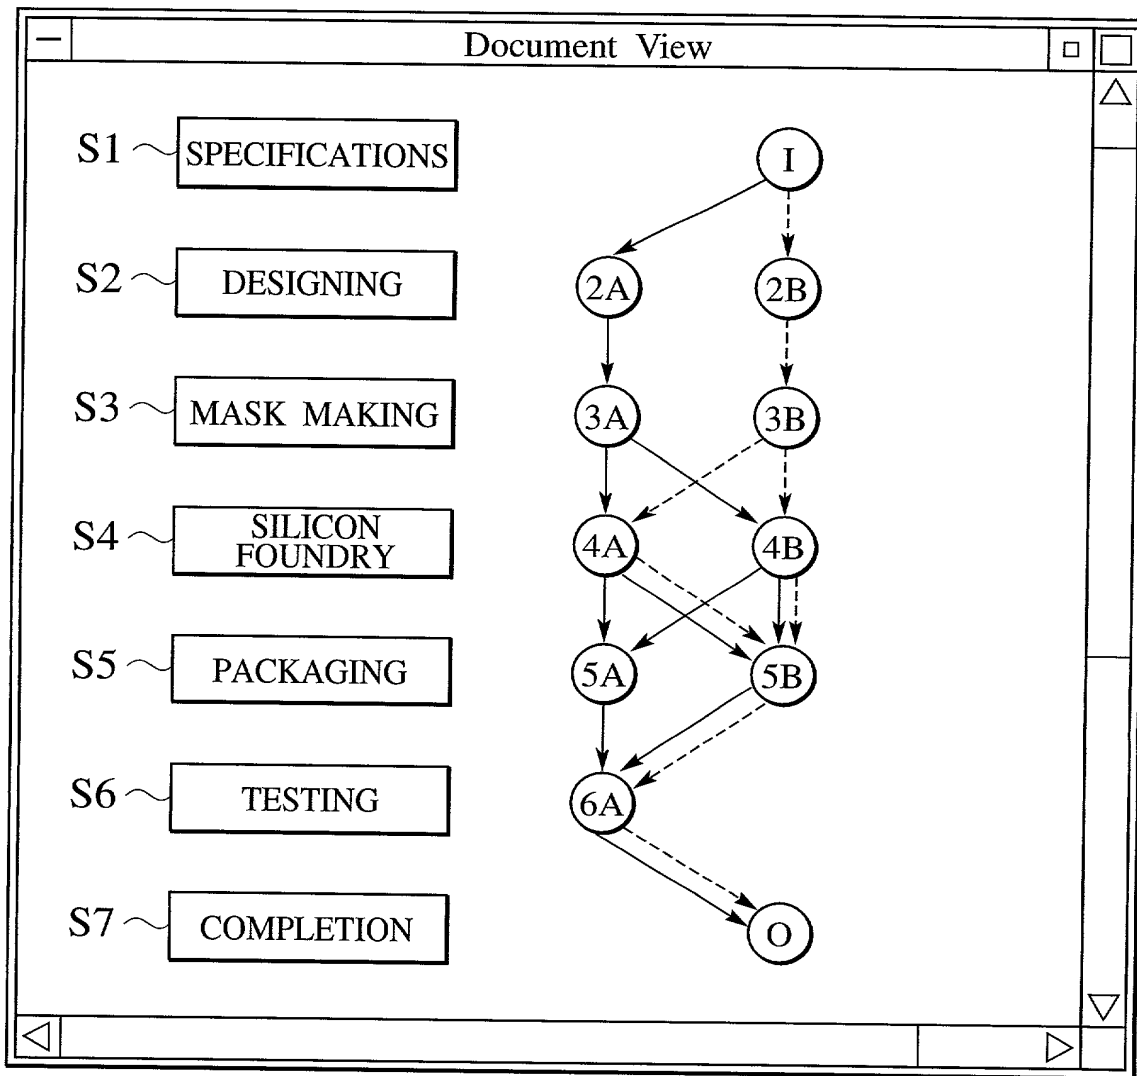 Document View
S1 SPECIFICATIONS I
S2 DESIGNING 2A 2B
S3 MASK MAKING 3A 3B
S4 SILICON
FOUNDRY 4A 4B
S5 PACKAGING 5A 5B
S6 TESTING 6A
S7 COMPLETION O